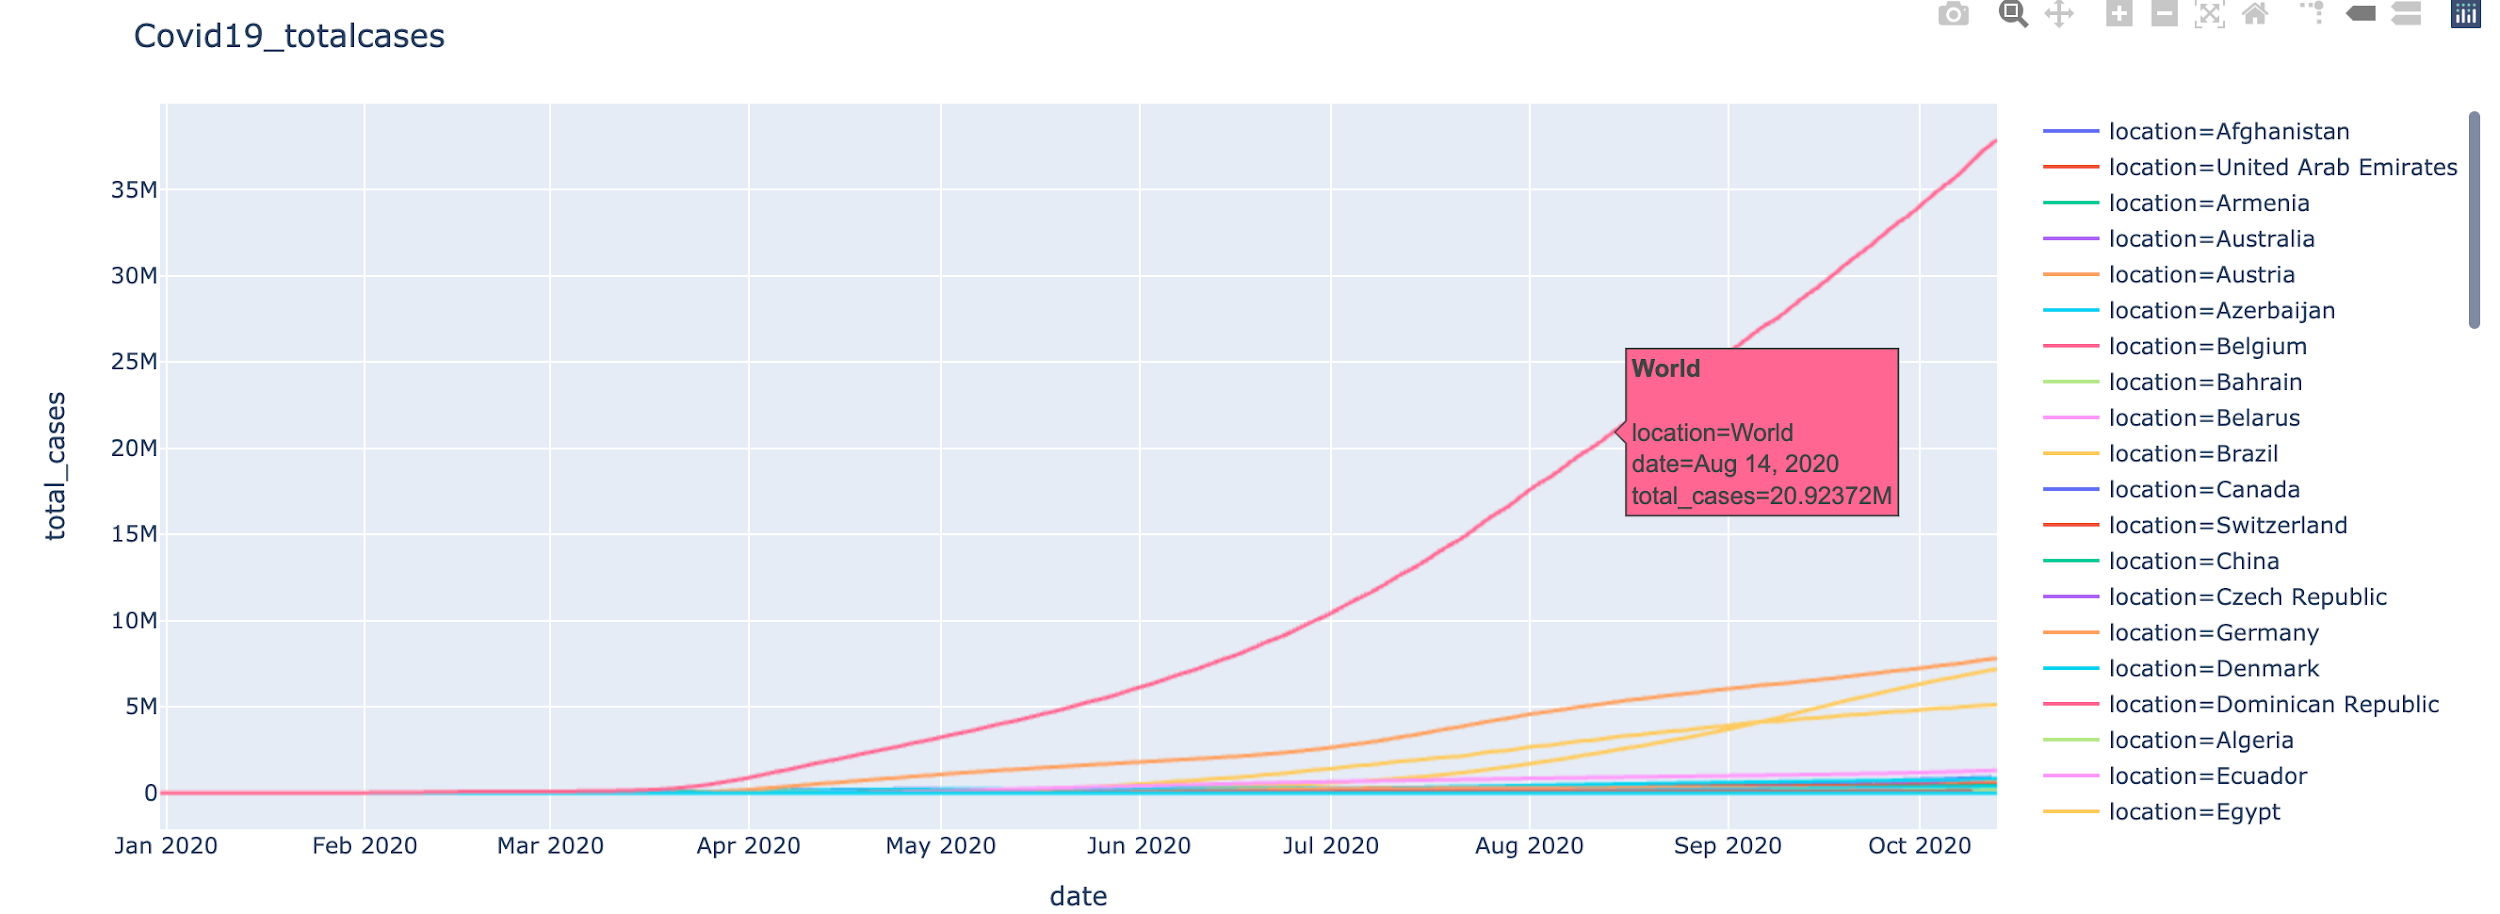 Covid19_totalcases
total_cases
35M
30M
25M
20M
15M
10M
5M
0
Jan 2020
Feb 2020
Mar 2020
Apr 2020
May 2020
Jun 2020
Jul 2020
Aug 2020
Sep 2020
Oct 2020
date
World
location=World
date=Aug 14, 2020
total_cases=20.92372M
location=Afghanistan
location=United Arab Emirates
location=Armenia
location=Australia
location=Austria
location=Azerbaijan
location=Belgium
location=Bahrain
location=Belarus
location=Brazil
location=Canada
location=Switzerland
location=China
location=Czech Republic
location=Germany
location=Denmark
location=Dominican Republic
location=Algeria
location=Ecuador
location=Egypt